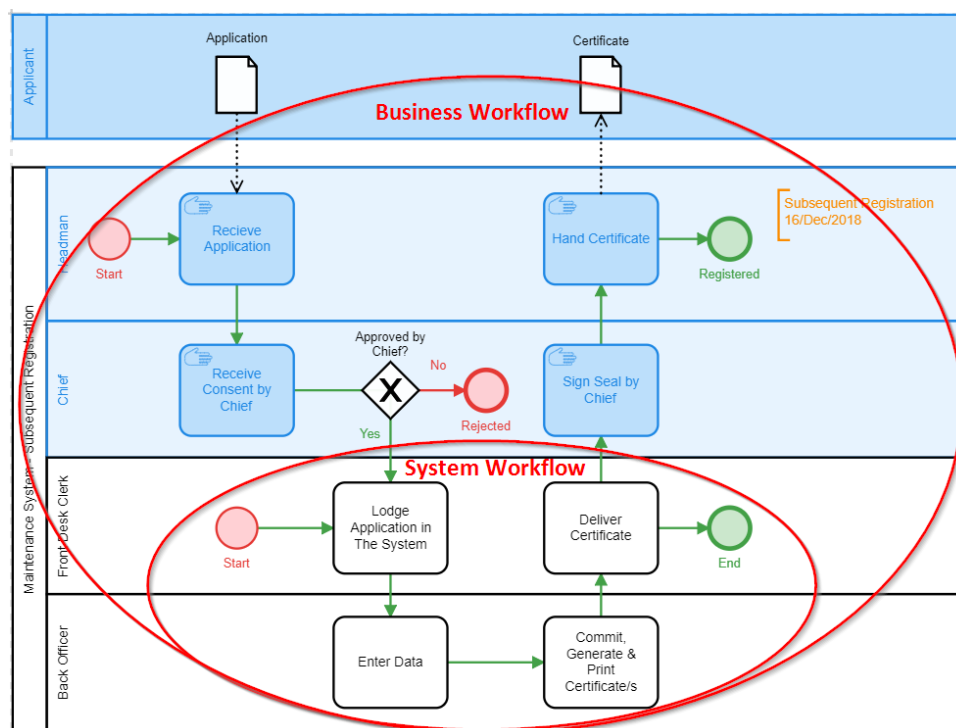 Applicant
Application
Certificate
Business Workflow
Maintenance System - Subsequent Registration
Headman
Start
Recieve
Application
Hand Certificate
Registered
Subsequent Registration
16/Dec/2018
Chief
Receive
Consent by
Chief
Approved by
Chief?
X
No
Yes
Rejected
Sign Seal by
Chief
System Workflow
Front Desk Clerk
Start
Lodge
Application in
The System
Deliver
Certificate
End
Back Officer
Enter Data
Commit,
Generate &
Print
Certificate/s